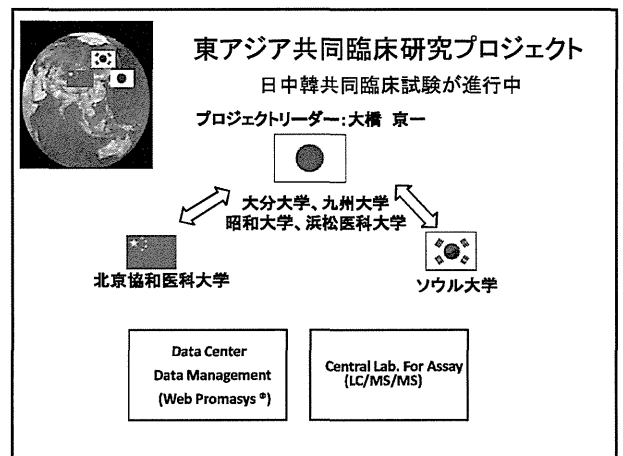 東アジア共同臨床研究プロジェクト
日中韓共同臨床試験が進行中
プロジェクトリーダー：大橋 京一
大分大学、九州大学
昭和大学、浜松医科大学
北京協和医科大学
ソウル大学
Data Center
Data Management
(Web Promasys ®)
Central Lab. For Assay
(LC/MS/MS)